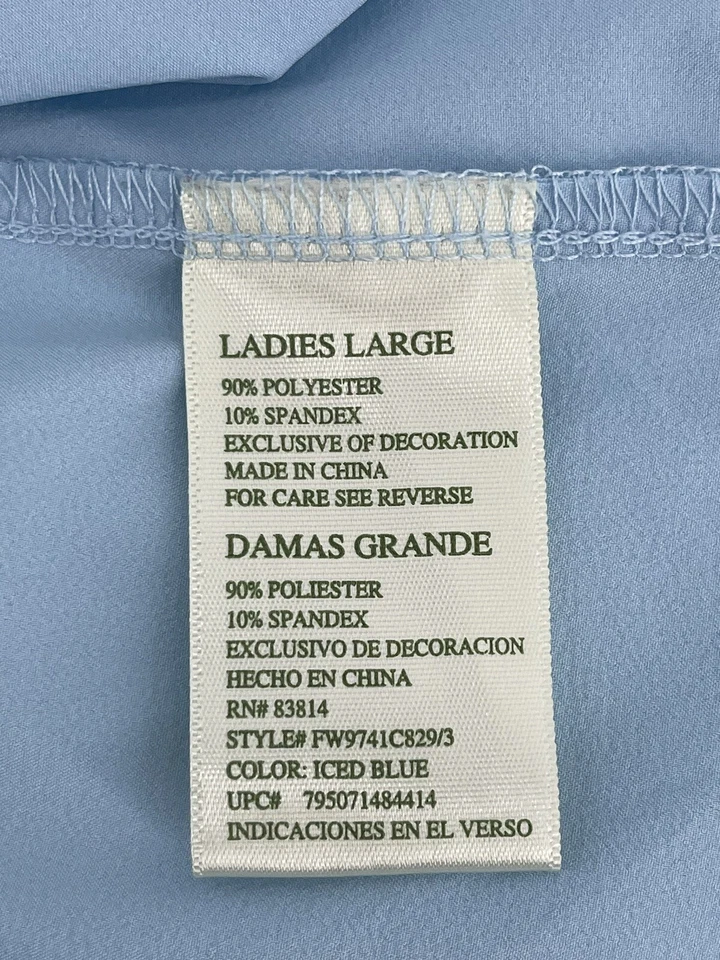 LADIES LARGE
90% POLYESTER
10% SPANDEX
EXCLUSIVE OF DECORATION
MADE IN CHINA
FOR CARE SEE REVERSE
DAMAS GRANDE
90% POLIESTER
10% SPANDEX
EXCLUSIVO DE DECORACION
HECHO EN CHINA
RN# 83814
STYLE# FW9741C829/3
COLOR: ICED BLUE
UPC# 795071484414
INDICACIONES EN EL VERSO